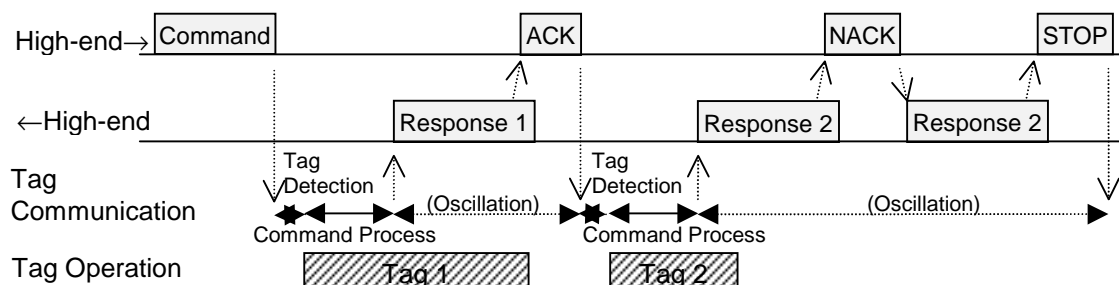 High-end→ Command ACK NACK STOP
←High-end Response 1 Response 2 Response 2
Tag Communication
Tag Detection
(Oscillation)
Tag Detection
(Oscillation)
Command Process Command Process
Tag Operation Tag 1 Tag 2